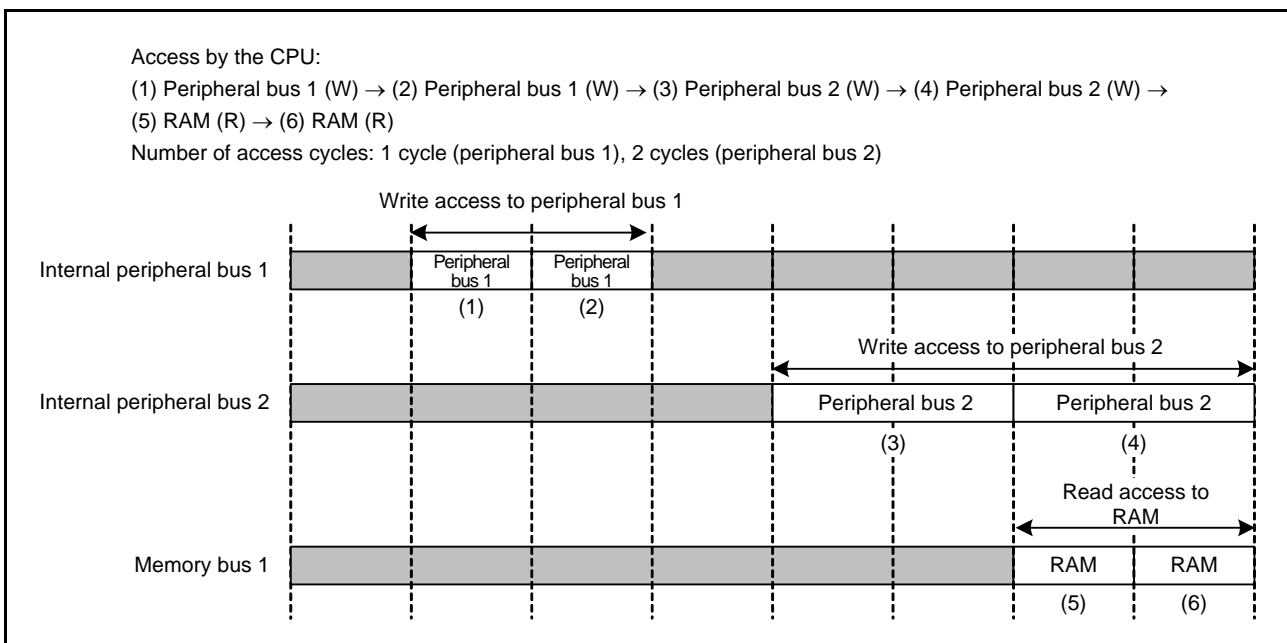 Access by the CPU:
(1) Peripheral bus 1 (W) → (2) Peripheral bus 1 (W) → (3) Peripheral bus 2 (W) → (4) Peripheral bus 2 (W) →
(5) RAM (R) → (6) RAM (R)
Number of access cycles: 1 cycle (peripheral bus 1), 2 cycles (peripheral bus 2)
Write access to peripheral bus 1
Internal peripheral bus 1
Peripheral
bus 1
Peripheral
bus 1
(1)
(2)
Write access to peripheral bus 2
Internal peripheral bus 2
Peripheral bus 2
Peripheral bus 2
(3)
(4)
Read access to
RAM
Memory bus 1
RAM
RAM
(5)
(6)